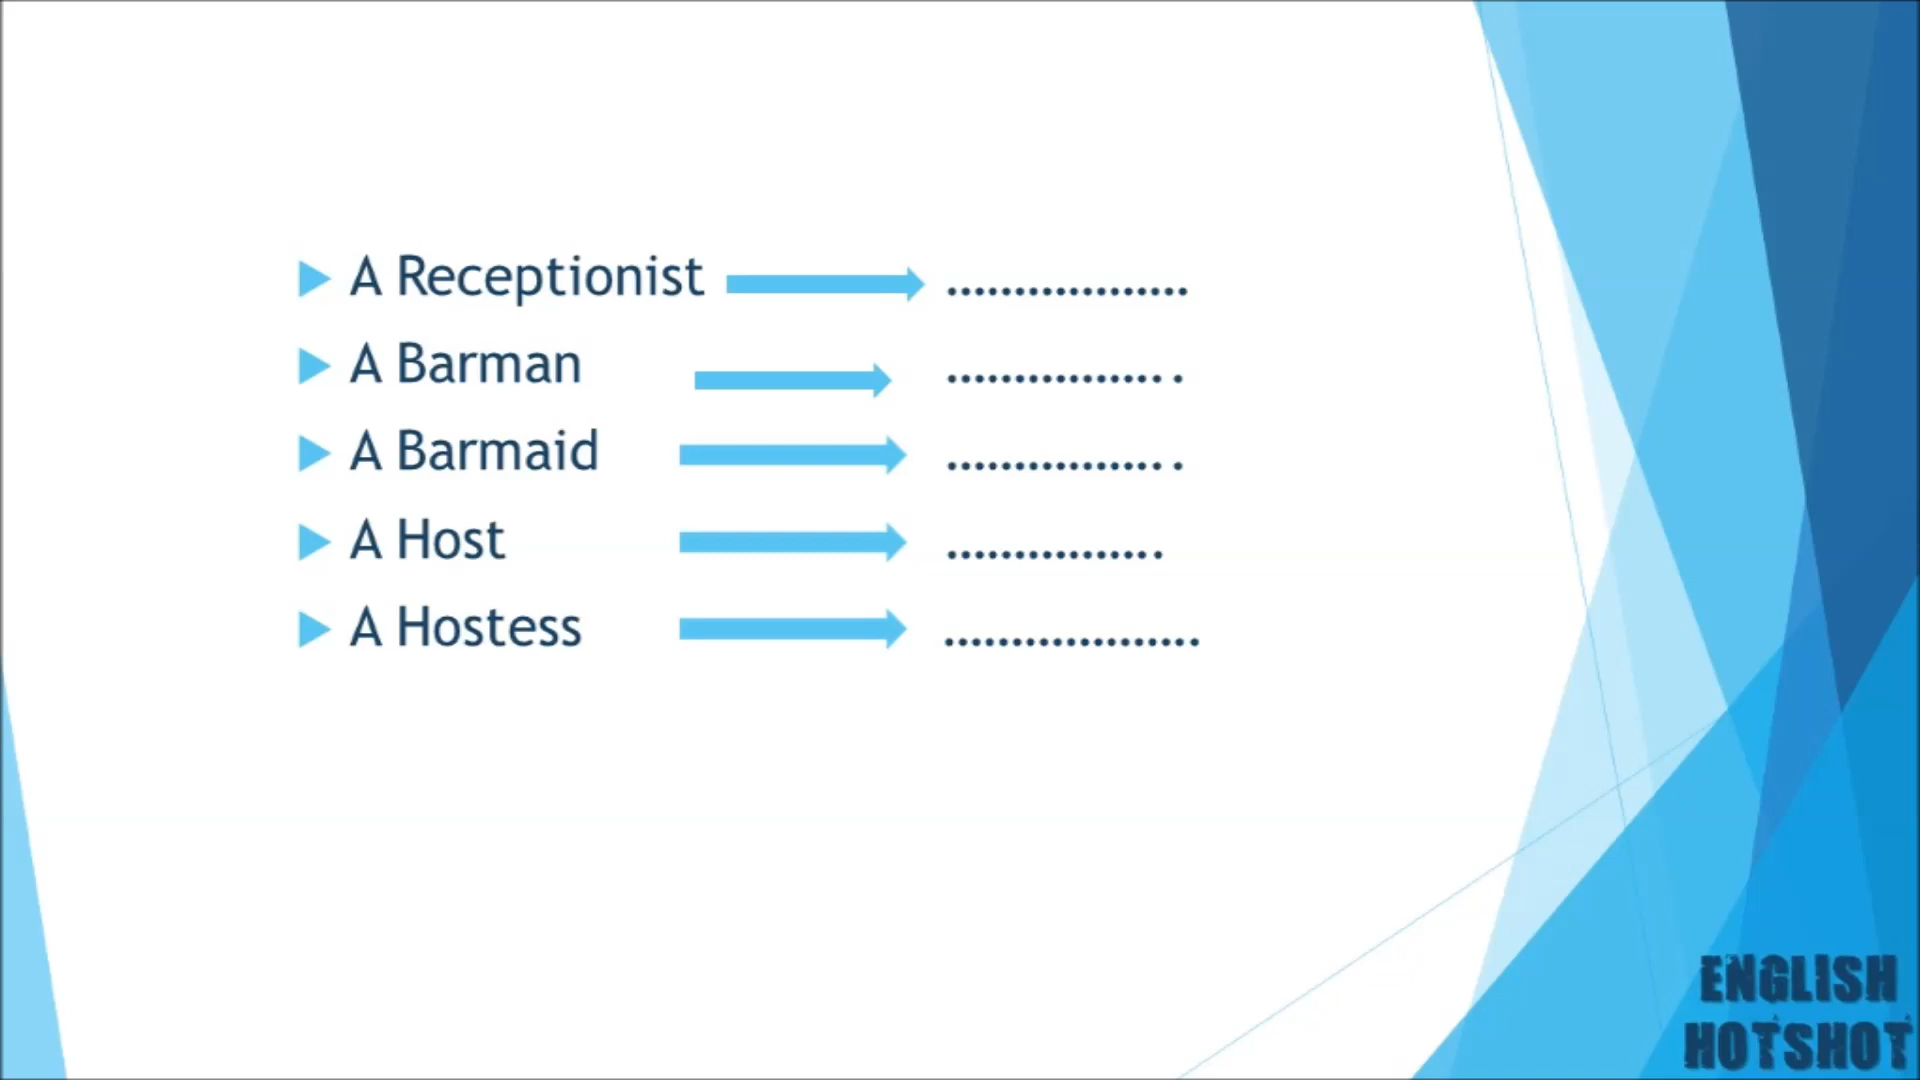 A Receptionist ..................
A Barman ................ .
A Barmaid ................ .
A Host ................
A Hostess ...................
ENGLISH
HOTSHOT